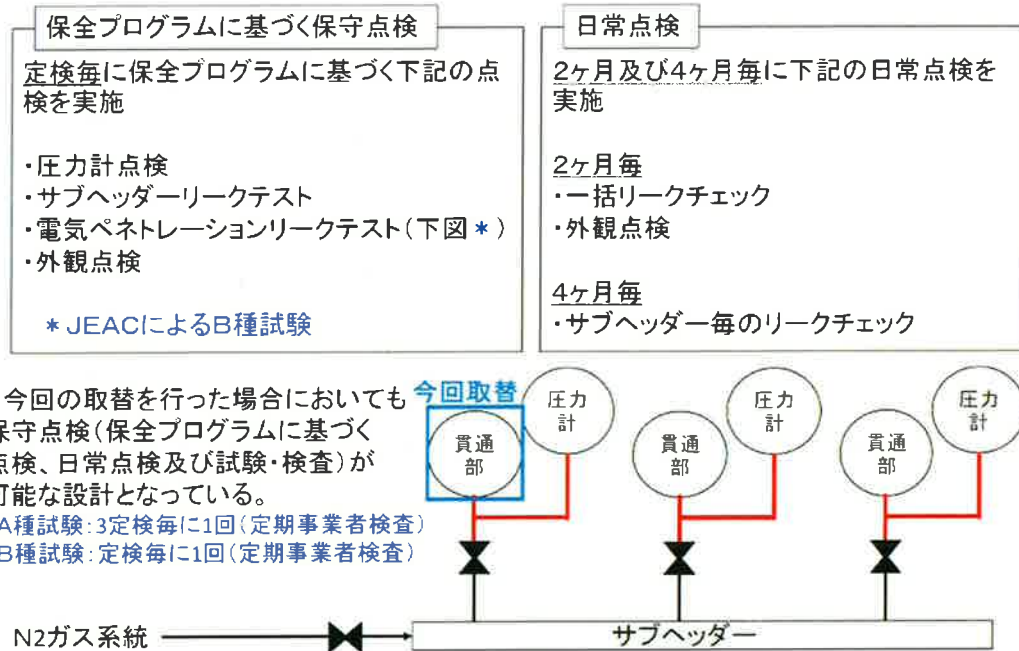 保全プログラムに基づく保守点検
定検毎に保全プログラムに基づく下記の点
検を実施
・圧力計点検
・サブヘッダーリークテスト
・電気ペネトレーションリークテスト(下図*)
・外観点検
*JEACによるB種試験
日常点検
2ヶ月及び4ヶ月毎に下記の日常点検を
実施
2ヶ月毎
・一括リークチェック
・外観点検
4ヶ月毎
・サブヘッダー毎のリークチェック
今回の取替を行った場合においても
保守点検(保全プログラムに基づく
点検、日常点検及び試験・検査)が
可能な設計となっている。
A種試験:3定検毎に1回(定期事業者検査)
B種試験:定検毎に1回(定期事業者検査)
今回取替
貫通
部
圧力
計
貫通
部
圧力
計
貫通
部
圧力
計
N2ガス系統
サブヘッダー